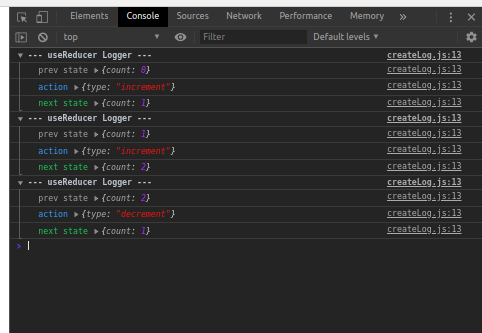 Elements Console Sources Network Performance Memory »
top Filter Default levels
--- useReducer Logger --- createLog.js:13
prev state {count: 0} createLog.js:13
action {type: "increment"} createLog.js:13
next state {count: 1} createLog.js:13
--- useReducer Logger --- createLog.js:13
prev state {count: 1} createLog.js:13
action {type: "increment"} createLog.js:13
next state {count: 2} createLog.js:13
--- useReducer Logger --- createLog.js:13
prev state {count: 2} createLog.js:13
action {type: "decrement"} createLog.js:13
next state {count: 1} createLog.js:13
>